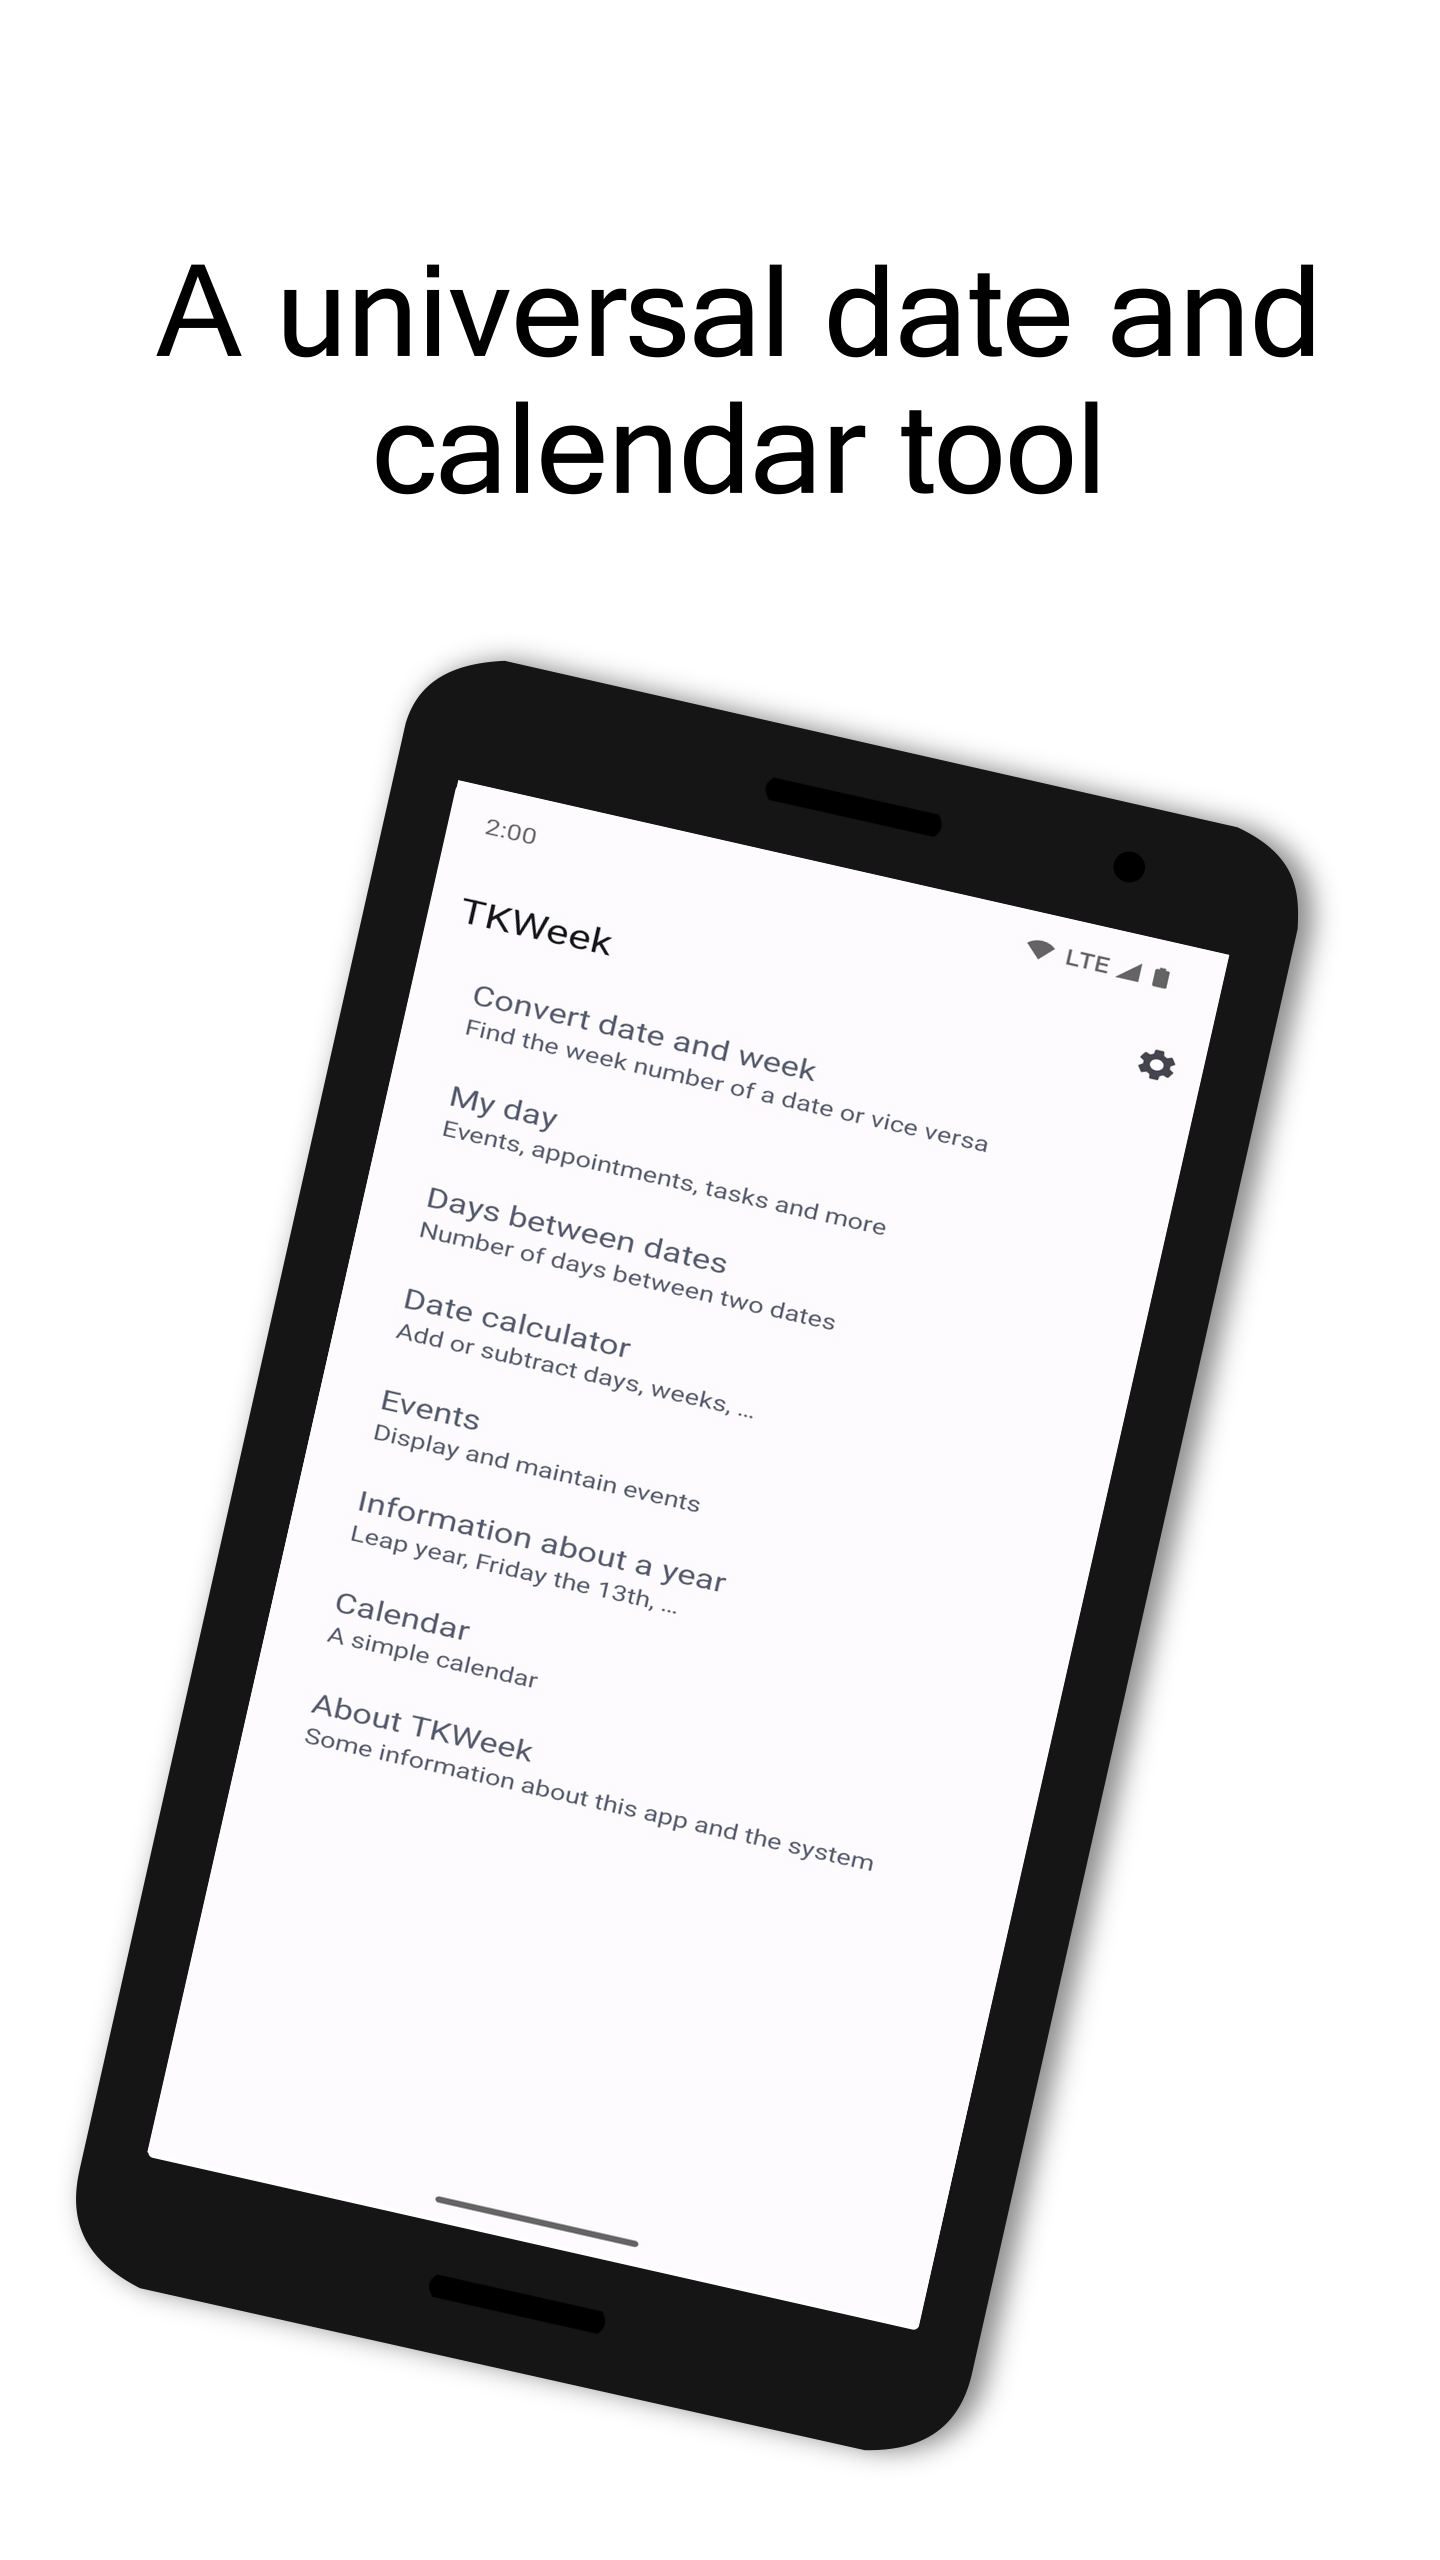 A universal date and
calendar tool
2:00
LTE
TKWeek
Convert date and week
Find the week number of a date or vice versa
My day
Events, appointments, tasks and more
Days between dates
Number of days between two dates
Date calculator
Add or subtract days, weeks, ...
Events
Display and maintain events
Information about a year
Leap year, Friday the 13th, ...
Calendar
A simple calendar
About TKWeek
Some information about this app and the system